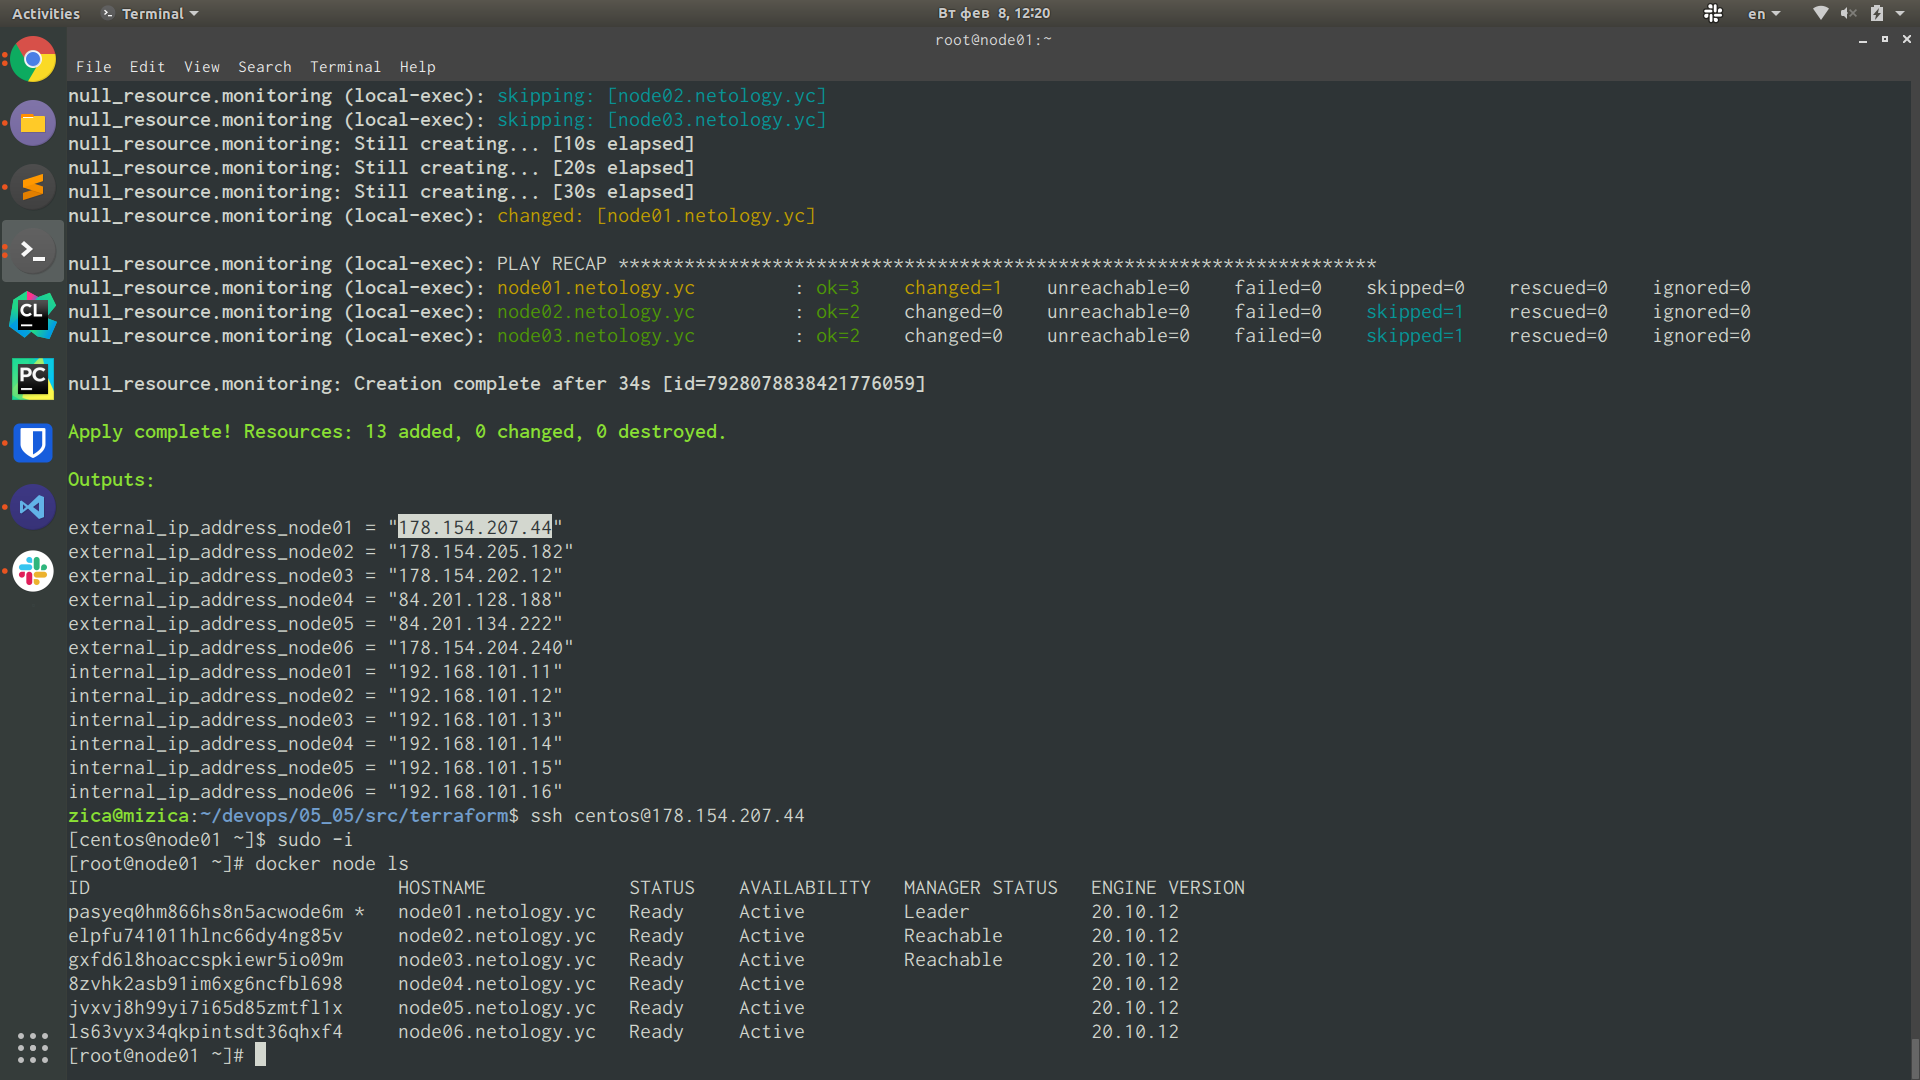 Activities Terminal Вт фев 8, 12:20 en
root@node01:~
File Edit View Search Terminal Help
null_resource.monitoring (local-exec): skipping: [node02.netology.yc]
null_resource.monitoring (local-exec): skipping: [node03.netology.yc]
null_resource.monitoring: Still creating... [10s elapsed]
null_resource.monitoring: Still creating... [20s elapsed]
null_resource.monitoring: Still creating... [30s elapsed]
null_resource.monitoring (local-exec): changed: [node01.netology.yc]
null_resource.monitoring (local-exec): PLAY RECAP *********************************************************************
null_resource.monitoring (local-exec): node01.netology.yc : ok=3 changed=1 unreachable=0 failed=0 skipped=0 rescued=0 ignored=0
null_resource.monitoring (local-exec): node02.netology.yc : ok=2 changed=0 unreachable=0 failed=0 skipped=1 rescued=0 ignored=0
null_resource.monitoring (local-exec): node03.netology.yc : ok=2 changed=0 unreachable=0 failed=0 skipped=1 rescued=0 ignored=0
null_resource.monitoring: Creation complete after 34s [id=7928078838421776059]
Apply complete! Resources: 13 added, 0 changed, 0 destroyed.
Outputs:
external_ip_address_node01 = "178.154.207.44"
external_ip_address_node02 = "178.154.205.182"
external_ip_address_node03 = "178.154.202.12"
external_ip_address_node04 = "84.201.128.188"
external_ip_address_node05 = "84.201.134.222"
external_ip_address_node06 = "178.154.204.240"
internal_ip_address_node01 = "192.168.101.11"
internal_ip_address_node02 = "192.168.101.12"
internal_ip_address_node03 = "192.168.101.13"
internal_ip_address_node04 = "192.168.101.14"
internal_ip_address_node05 = "192.168.101.15"
internal_ip_address_node06 = "192.168.101.16"
zica@mizica:~/devops/05_05/src/terraform$ ssh centos@178.154.207.44
[centos@node01 ~]$ sudo -i
[root@node01 ~]# docker node ls
ID HOSTNAME STATUS AVAILABILITY MANAGER STATUS ENGINE VERSION
pasyeq0hm866hs8n5acwode6m * node01.netology.yc Ready Active Leader 20.10.12
elpfu741011hlnc66dy4ng85v node02.netology.yc Ready Active Reachable 20.10.12
gxfd6l8hoaccspkiewr5io09m node03.netology.yc Ready Active Reachable 20.10.12
8zvhk2asb91im6xg6ncfbl698 node04.netology.yc Ready Active 20.10.12
jvxvj8h99yi7i65d85zmtfl1x node05.netology.yc Ready Active 20.10.12
ls63vyx34qkpintsdt36qhxf4 node06.netology.yc Ready Active 20.10.12
[root@node01 ~]#
CL
PC